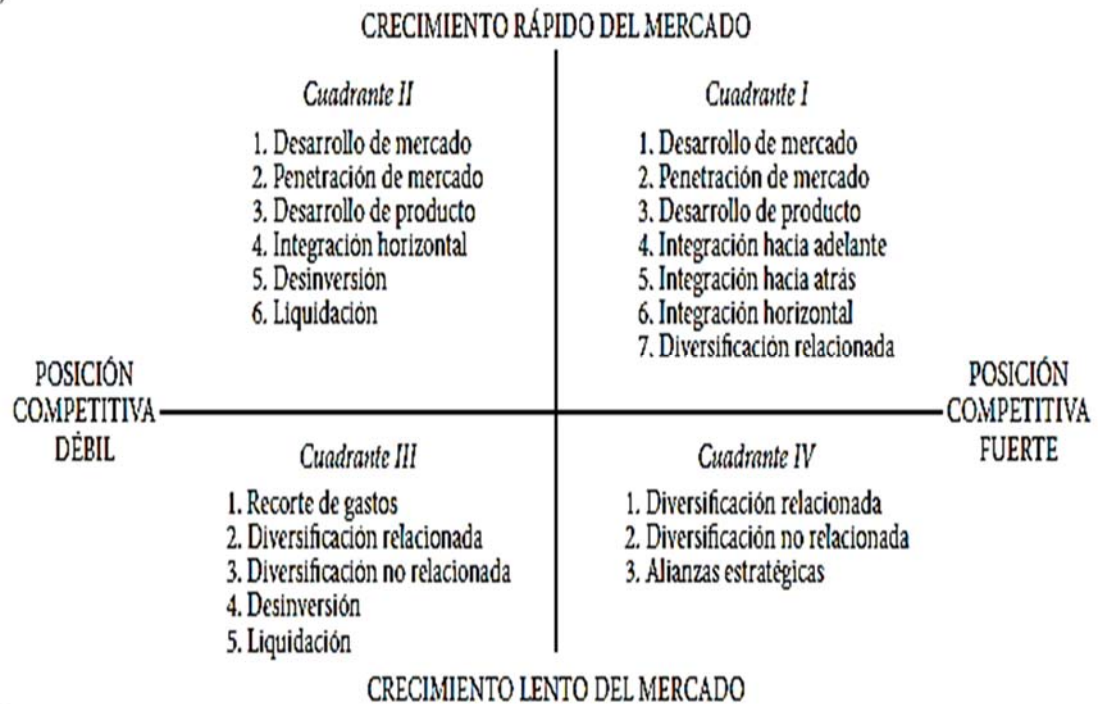 CRECIMIENTO RÁPIDO DEL MERCADO
Cuadrante II
1. Desarrollo de mercado
2. Penetración de mercado
3. Desarrollo de producto
4. Integración horizontal
5. Desinversión
6. Liquidación
Cuadrante I
1. Desarrollo de mercado
2. Penetración de mercado
3. Desarrollo de producto
4. Integración hacia adelante
5. Integración hacia atrás
6. Integración horizontal
7. Diversificación relacionada
POSICIÓN
COMPETITIVA
DÉBIL
POSICIÓN
COMPETITIVA
FUERTE
Cuadrante III
1. Recorte de gastos
2. Diversificación relacionada
3. Diversificación no relacionada
4. Desinversión
5. Liquidación
Cuadrante IV
1. Diversificación relacionada
2. Diversificación no relacionada
3. Alianzas estratégicas
CRECIMIENTO LENTO DEL MERCADO